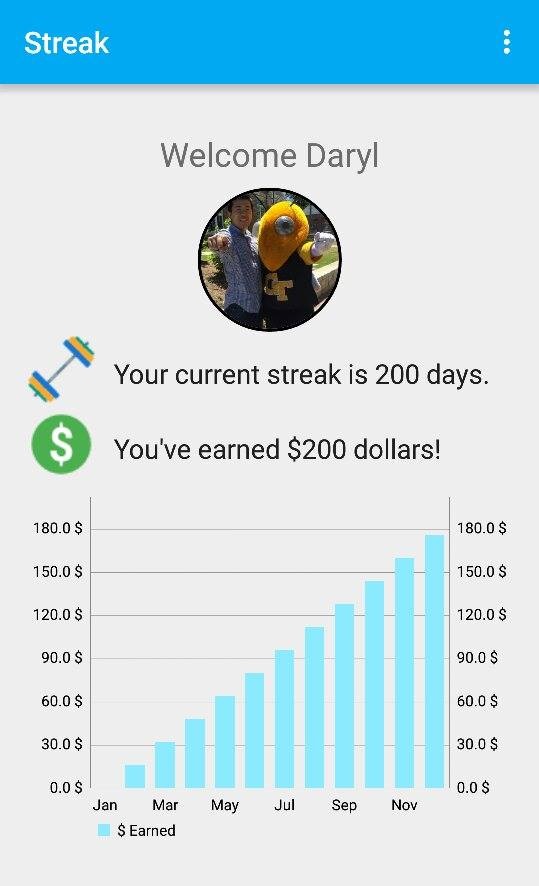 Streak
Welcome Daryl
GT
Your current streak is 200 days.
$
You've earned $200 dollars!
180.0 $ 180.0 $
150.0 $ 150.0 $
120.0 $ 120.0 $
90.0 $ 90.0 $
60.0 $ 60.0 $
30.0 $ 30.0 $
0.0 $ 0.0 $
Jan Mar May Jul Sep Nov
$ Earned